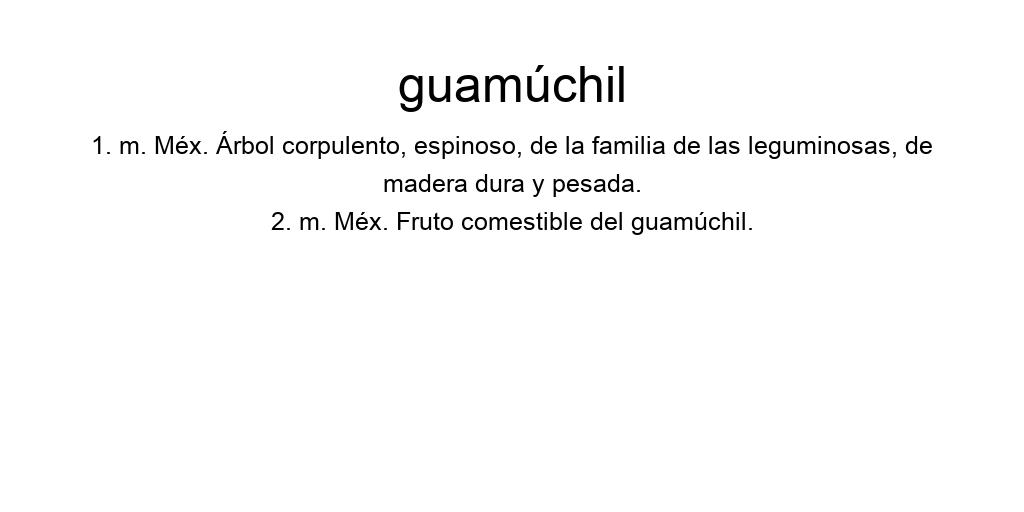 guamúchil
1. m. Méx. Árbol corpulento, espinoso, de la familia de las leguminosas, de
madera dura y pesada.
2. m. Méx. Fruto comestible del guamúchil.